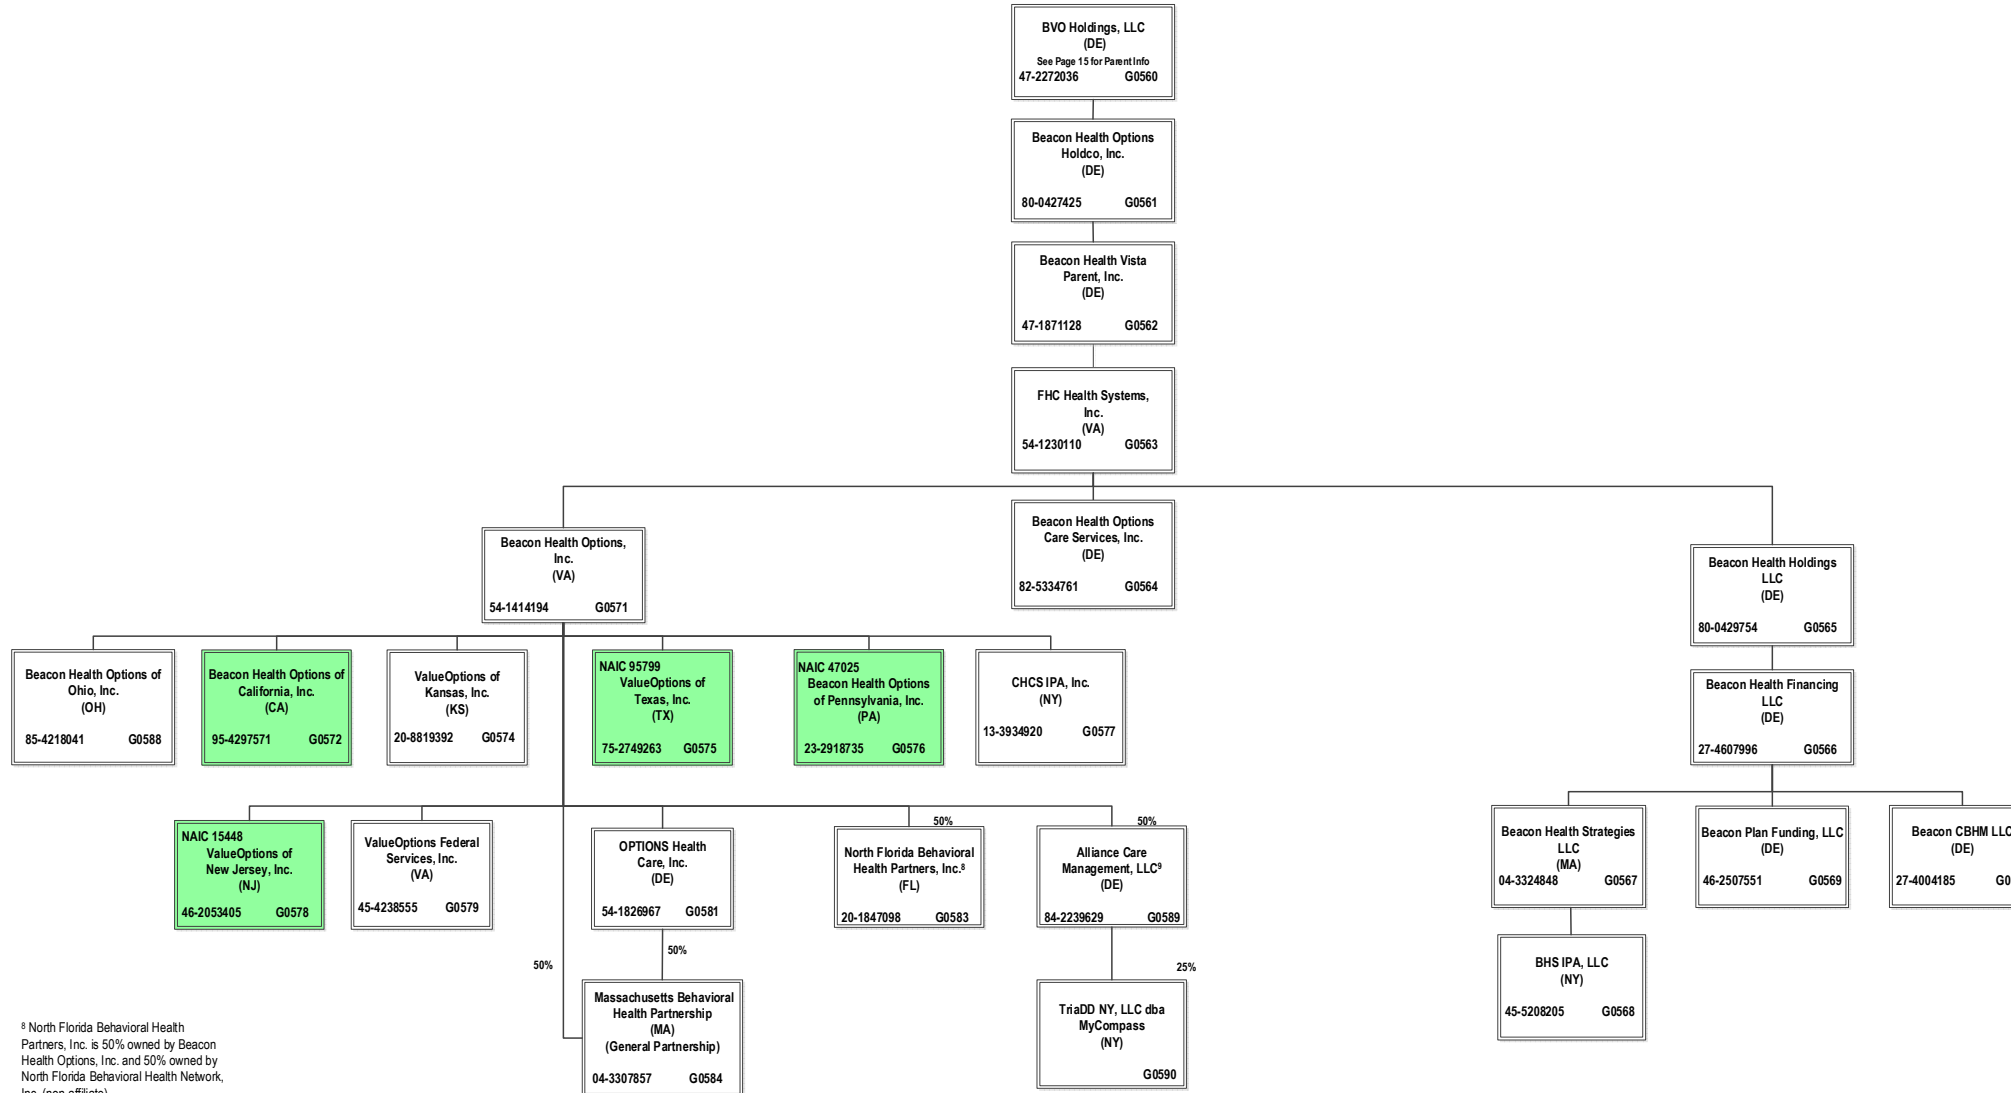 BVO Holdings, LLC
(DE)
See Page 15 for Parent Info
47-2272036 G0560
Beacon Health Options
Holdco, Inc.
(DE)
80-0427425 G0561
Beacon Health Vista
Parent, Inc.
(DE)
47-1871128 G0562
FHC Health Systems,
Inc.
(VA)
54-1230110 G0563
Beacon Health Options,
Inc.
(VA)
54-1414194 G0571
Beacon Health Options
Care Services, Inc.
(DE)
82-5334761 G0564
Beacon Health Holdings
LLC
(DE)
80-0429754 G0565
Beacon Health Options of
Ohio, Inc.
(OH)
85-4218041 G0588
Beacon Health Options of
California, Inc.
(CA)
95-4297571 G0572
ValueOptions of
Kansas, Inc.
(KS)
20-8819392 G0574
NAIC 95799
ValueOptions of
Texas, Inc.
(TX)
75-2749263 G0575
NAIC 47025
Beacon Health Options
of Pennsylvania, Inc.
(PA)
23-2918735 G0576
CHCS IPA, Inc.
(NY)
13-3934920 G0577
Beacon Health Financing
LLC
(DE)
27-4607996 G0566
NAIC 15448
ValueOptions of
New Jersey, Inc.
(NJ)
46-2053405 G0578
ValueOptions Federal
Services, Inc.
(VA)
45-4238555 G0579
OPTIONS Health
Care, Inc.
(DE)
54-1826967 G0581
50%
North Florida Behavioral
Health Partners, Inc.⁸
(FL)
20-1847098 G0583
50%
Alliance Care
Management, LLC⁹
(DE)
84-2239629 G0589
Beacon Health Strategies
LLC
(MA)
04-3324848 G0567
Beacon Plan Funding, LLC
(DE)
46-2507551 G0569
Beacon CBHM LLC
(DE)
27-4004185 G0
50%
50%
Massachusetts Behavioral
Health Partnership
(MA)
(General Partnership)
04-3307857 G0584
25%
TriaDD NY, LLC dba
MyCompass
(NY)
G0590
BHS IPA, LLC
(NY)
45-5208205 G0568
⁸ North Florida Behavioral Health
Partners, Inc. is 50% owned by Beacon
Health Options, Inc. and 50% owned by
North Florida Behavioral Health Network,